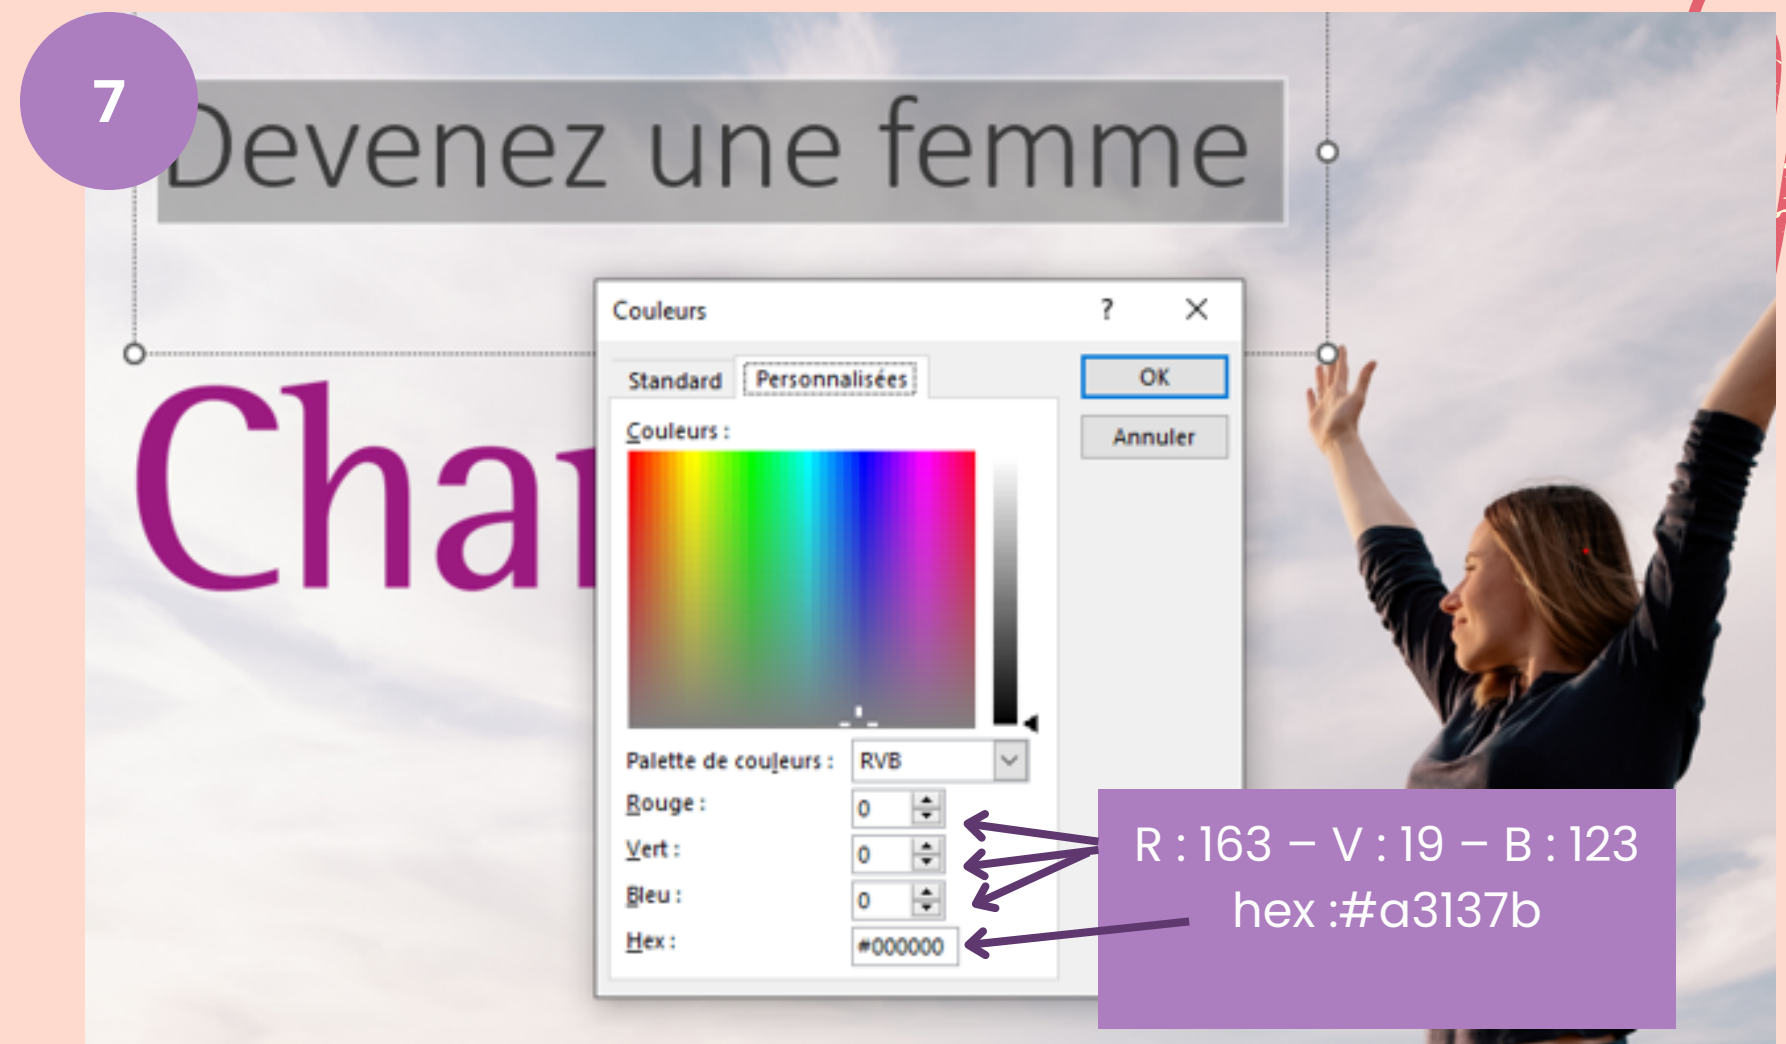 7
Devenez une femme
Couleurs ?
Standard Personnalisées OK
Annuler
Couleurs :
Char
Palette de couleurs : RVB
Rouge : 0
Vert : 0
Bleu : 0
Hex : #000000
R : 163 – V : 19 – B : 123
hex :#a3137b